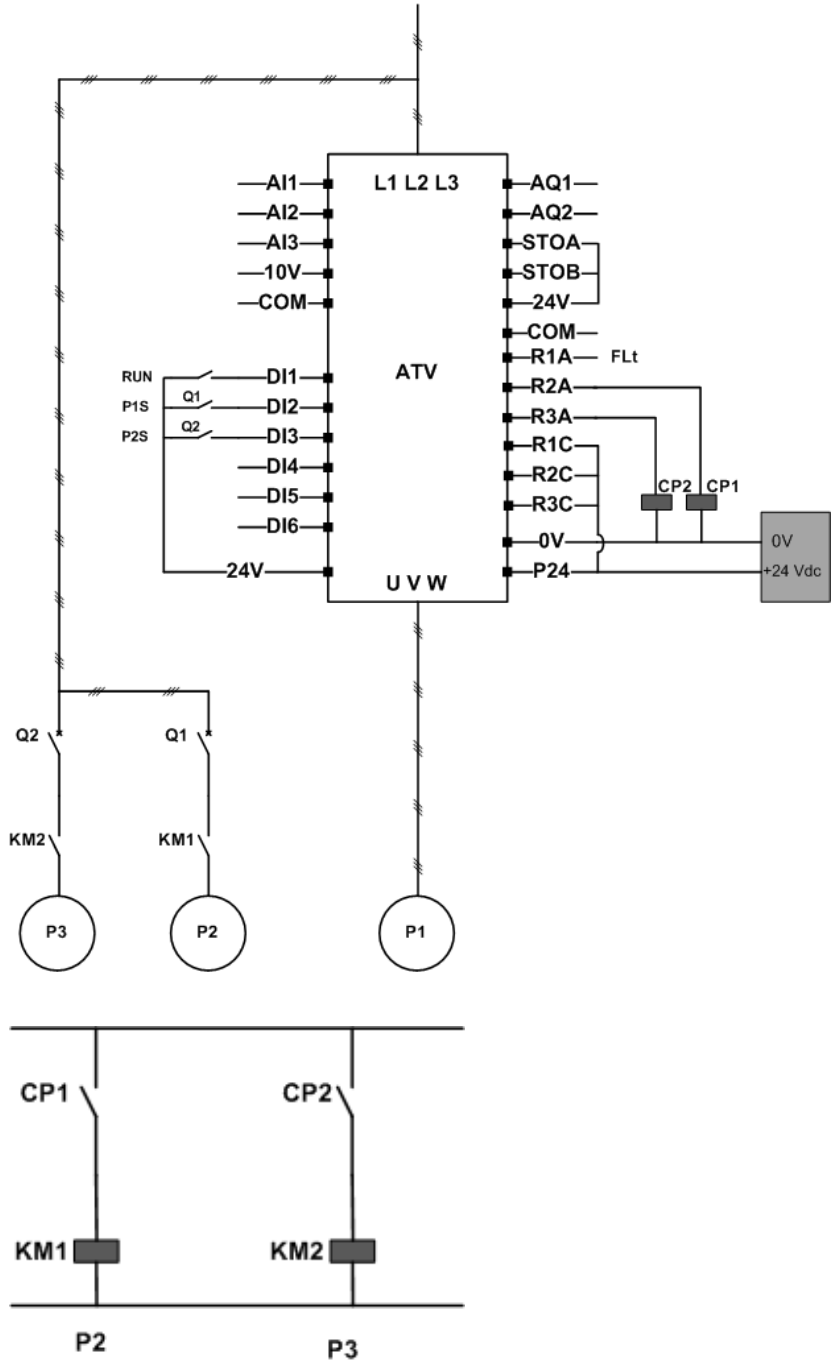 L1 L2 L3
AI1
AI2
AI3
10V
COM
AQ1
AQ2
STOA
STOB
24V
COM
R1A FLt
R2A
R3A
R1C
R2C
R3C
0V
P24
ATV
RUN DI1
P1S Q1 DI2
P2S Q2 DI3
DI4
DI5
DI6
24V
U V W
CP2 CP1
0V
+24 Vdc
Q2 Q1
KM2 KM1
P3 P2 P1
CP1 CP2
KM1 KM2
P2 P3